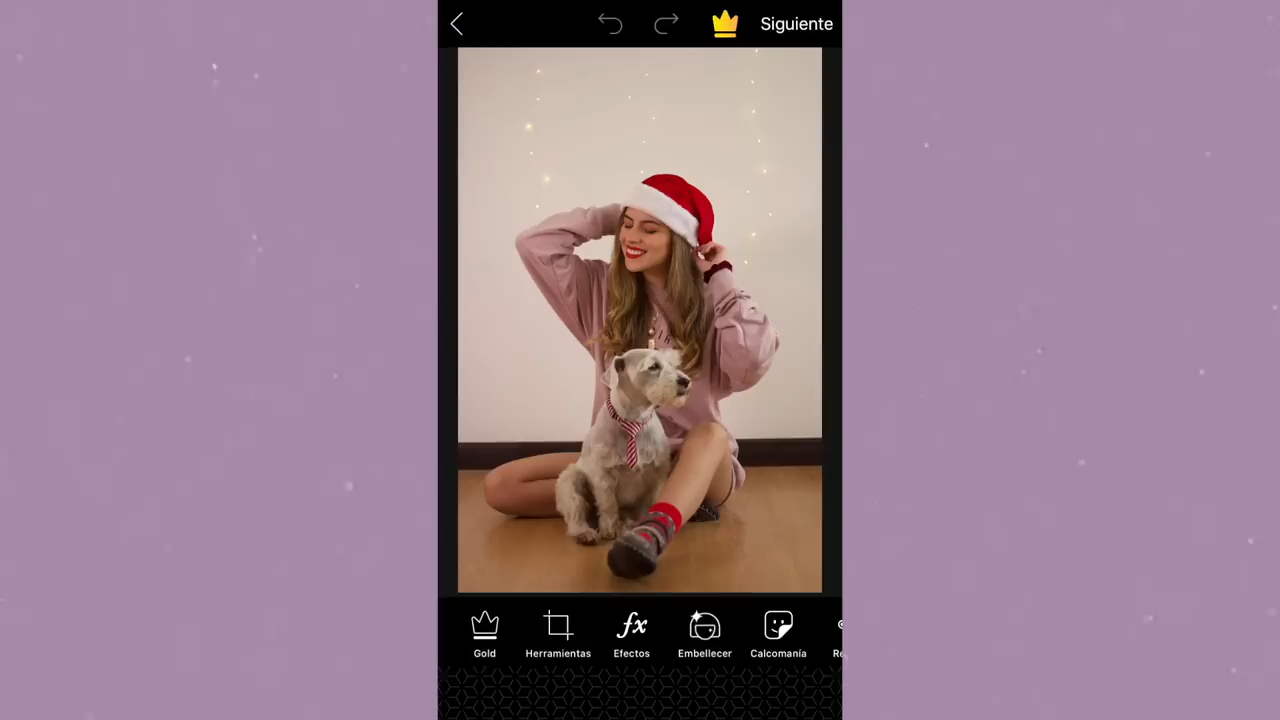 Siguiente
Gold
Herramientas
Efectos
Embellecer
Calcomanía